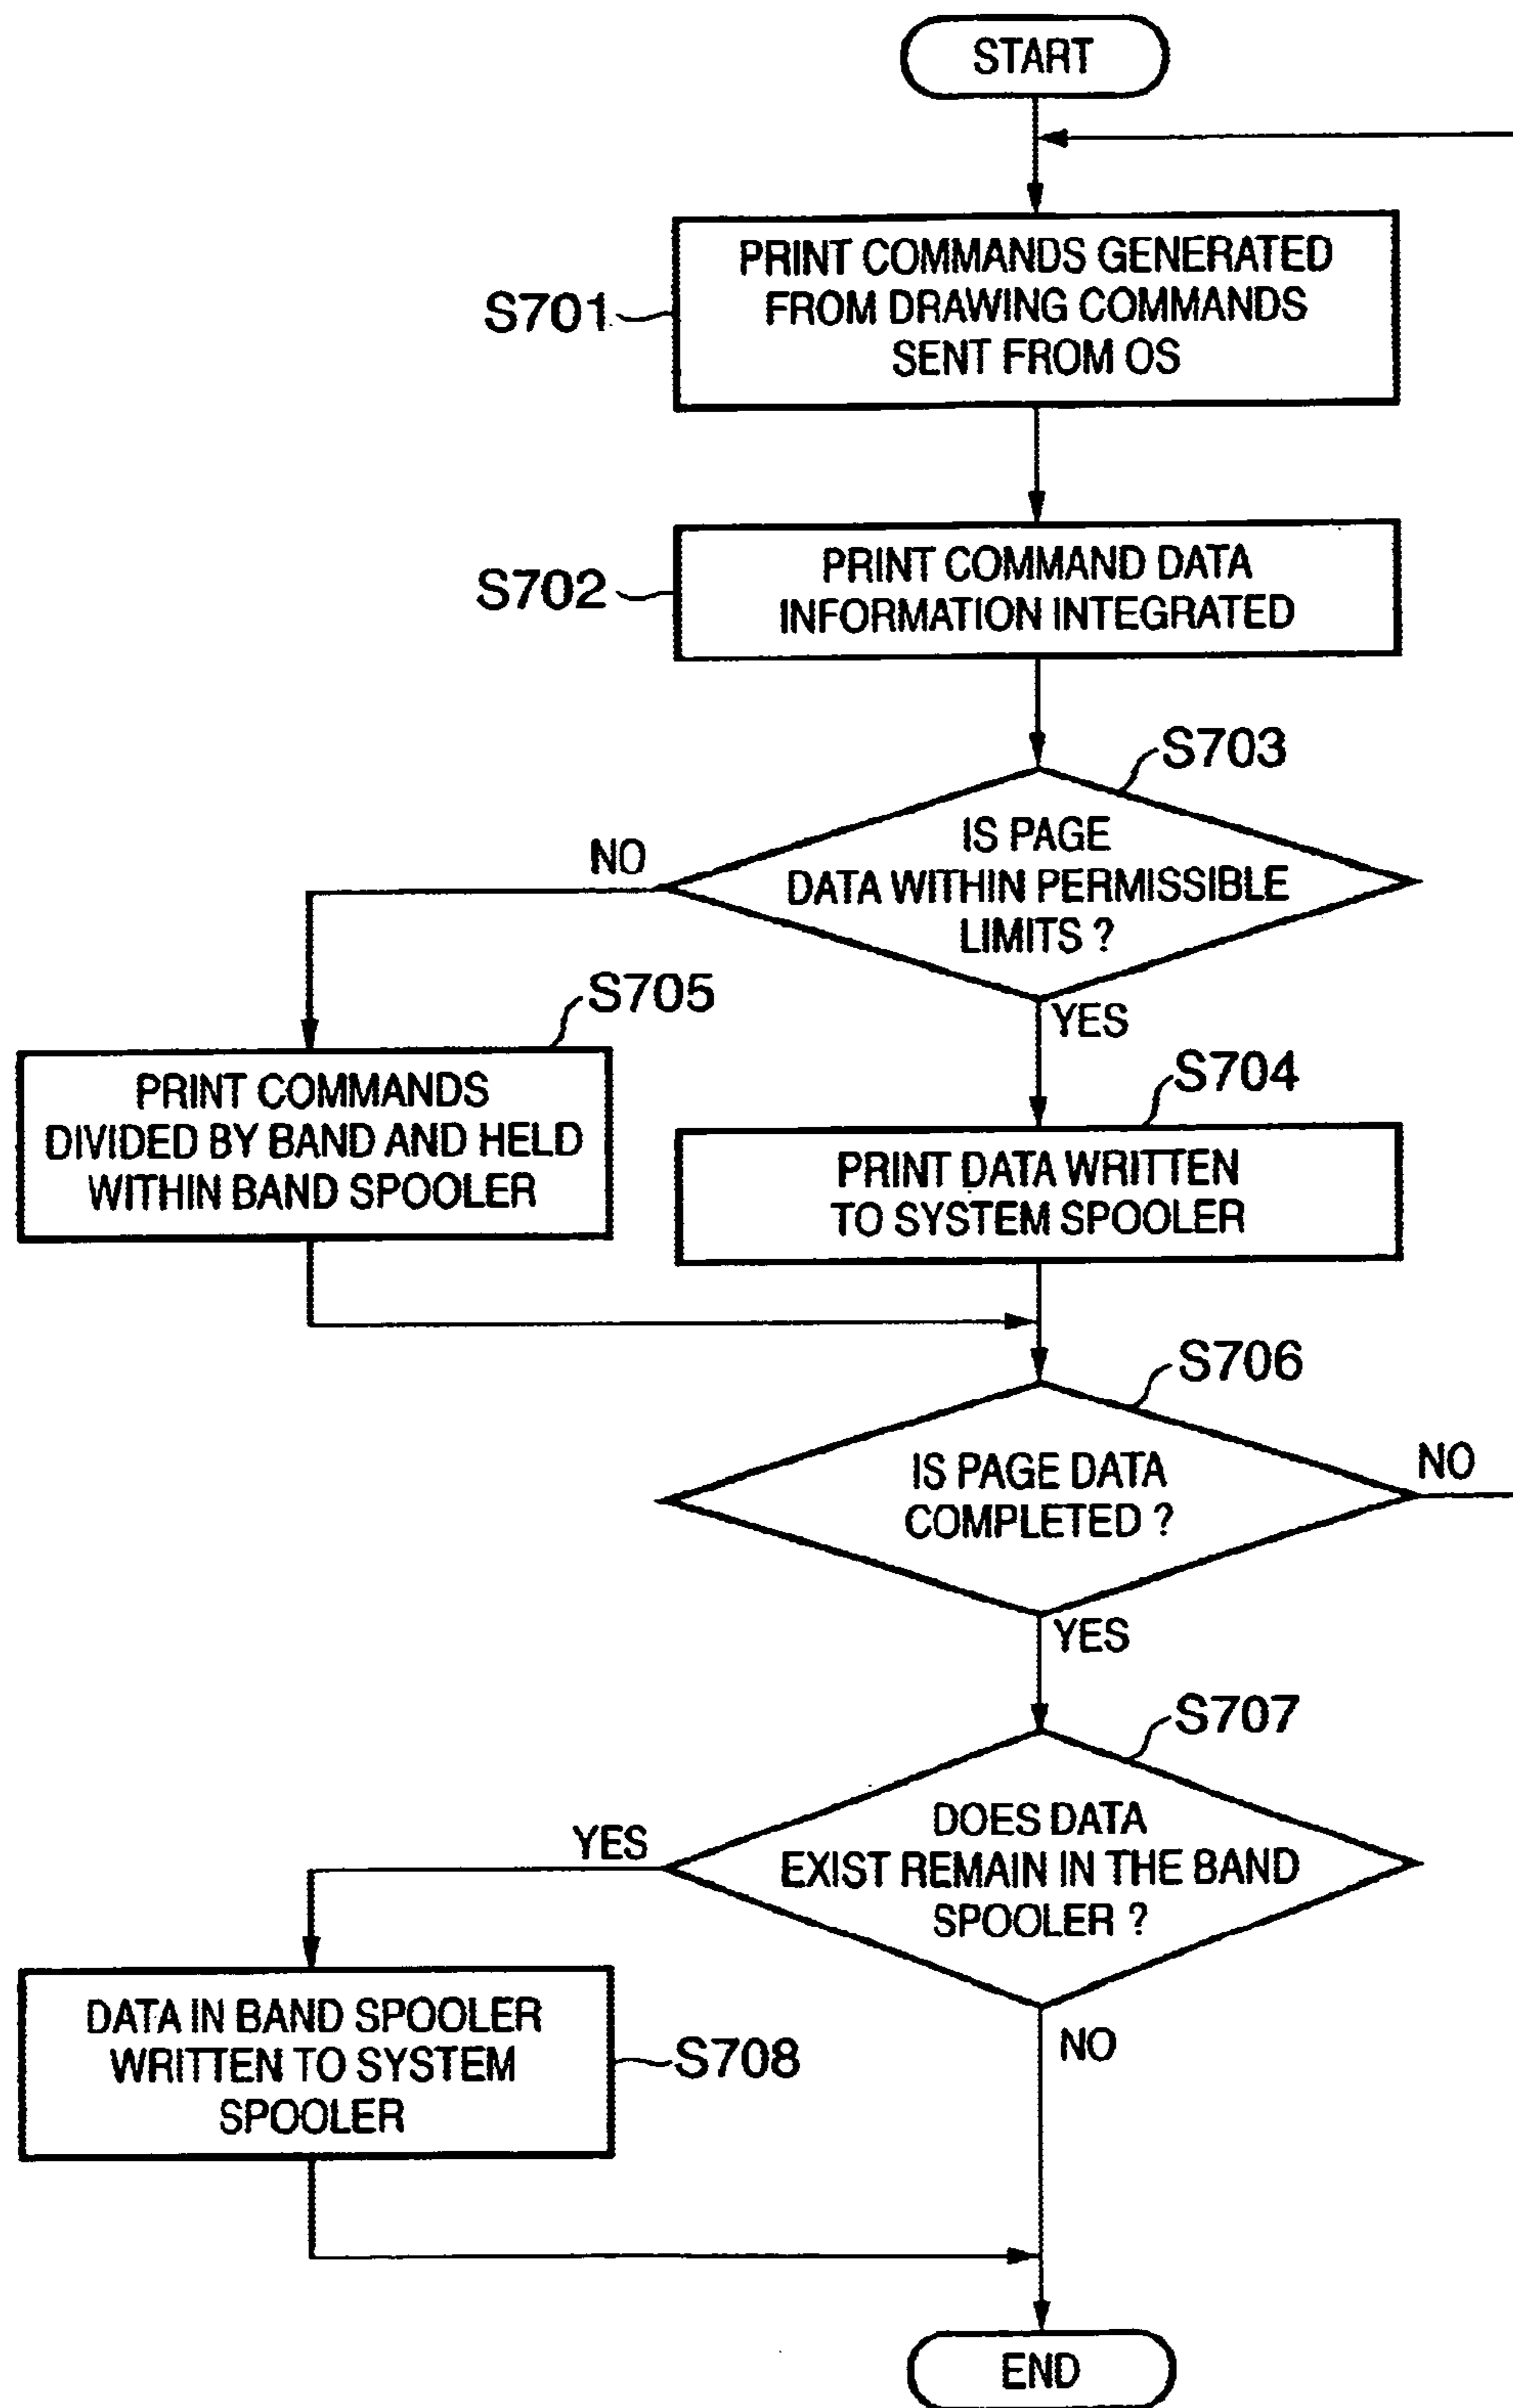 START
PRINT COMMANDS GENERATED
FROM DRAWING COMMANDS
SENT FROM OS
S701
PRINT COMMAND DATA
INFORMATION INTEGRATED
S702
S703
IS PAGE
DATA WITHIN PERMISSIBLE
LIMITS ?
NO
YES
S705
PRINT COMMANDS
DIVIDED BY BAND AND HELD
WITHIN BAND SPOOLER
S704
PRINT DATA WRITTEN
TO SYSTEM SPOOLER
S706
IS PAGE DATA
COMPLETED ?
NO
YES
S707
DOES DATA
EXIST REMAIN IN THE BAND
SPOOLER ?
YES
NO
DATA IN BAND SPOOLER
WRITTEN TO SYSTEM
SPOOLER
S708
END